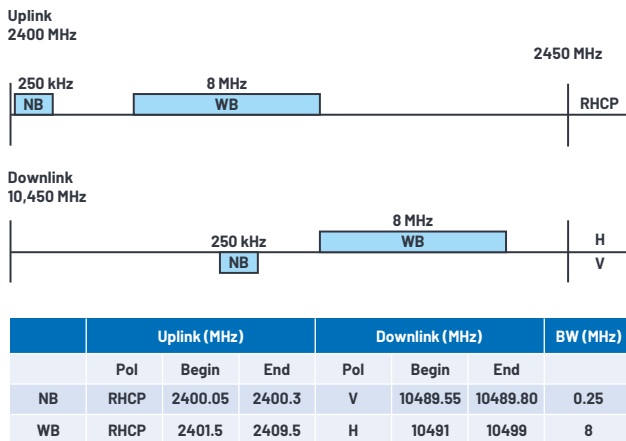 Uplink
2400 MHz
2450 MHz
250 kHz 8 MHz
NB WB RHCP
Downlink
10,450 MHz
8 MHz
250 kHz WB H
NB V
Uplink (MHz) Downlink (MHz) BW (MHz)
Pol Begin End Pol Begin End
NB RHCP 2400.05 2400.3 V 10489.55 10489.80 0.25
WB RHCP 2401.5 2409.5 H 10491 10499 8